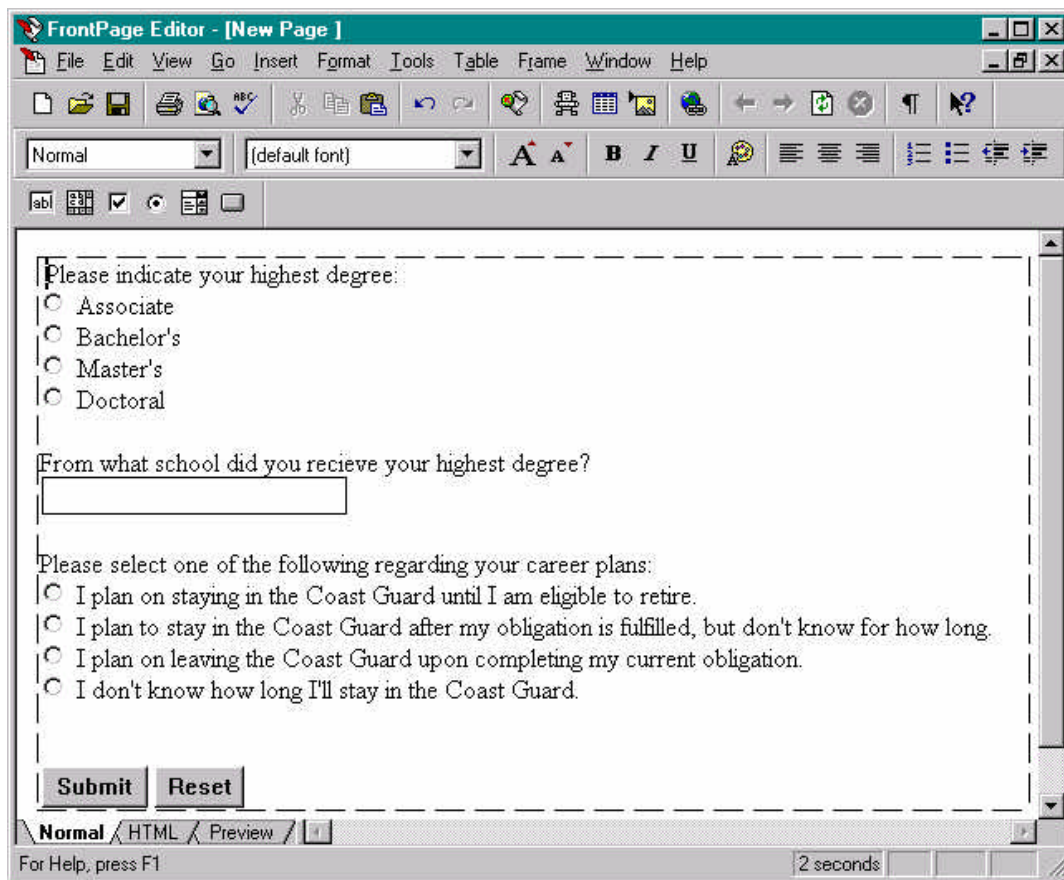 FrontPage Editor - [New Page ]
File Edit View Go Insert Format Tools Table Frame Window Help
ABC
Normal (default font) A A B I U
abl
Please indicate your highest degree:
Associate
Bachelor's
Master's
Doctoral
From what school did you recieve your highest degree?
Please select one of the following regarding your career plans:
I plan on staying in the Coast Guard until I am eligible to retire.
I plan to stay in the Coast Guard after my obligation is fulfilled, but don't know for how long.
I plan on leaving the Coast Guard upon completing my current obligation.
I don't know how long I'll stay in the Coast Guard.
Submit Reset
Normal HTML Preview
For Help, press F1 2 seconds